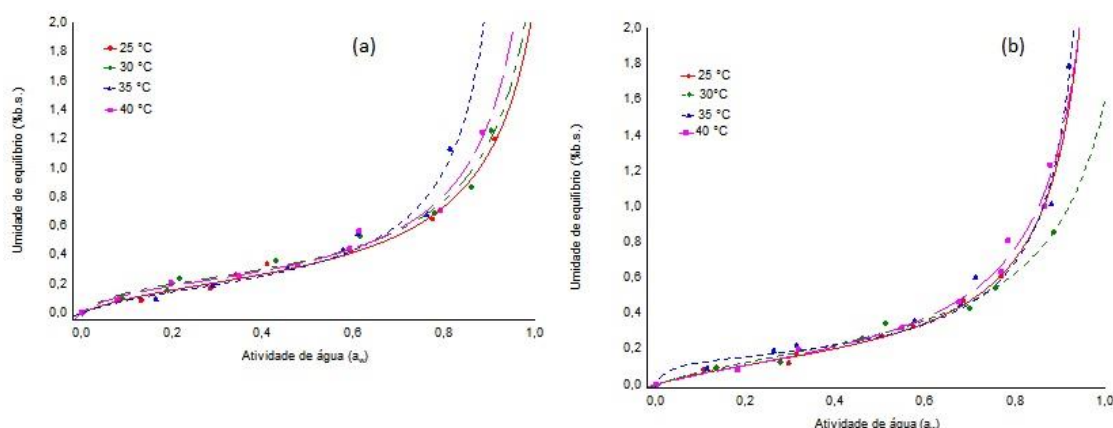 (a)
2,0
1,8
1,6
1,4
1,2
1,0
0,8
0,6
0,4
0,2
0,0
Umidade de equilíbrio (%b.s.)
25 °C
30 °C
35 °C
40 °C
0,0 0,2 0,4 0,6 0,8 1,0
Atividade de água (aw)
(b)
2,0
1,8
1,6
1,4
1,2
1,0
0,8
0,6
0,4
0,2
0,0
Umidade de equilíbrio (%b.s.)
25 °C
30°C
35 °C
40 °C
0,0 0,2 0,4 0,6 0,8 1,0
Atividade de água (a